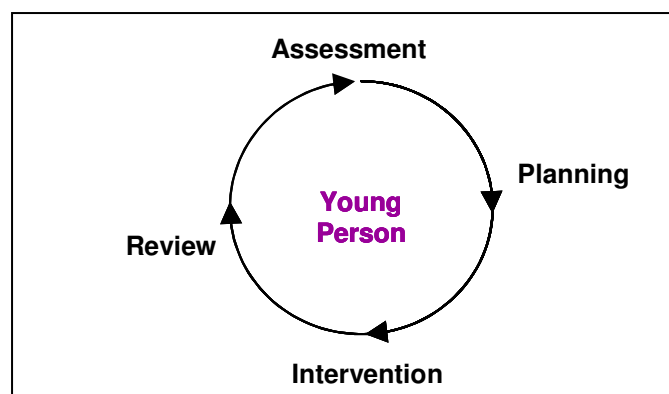 Assessment
Planning
Young
Person
Review
Intervention